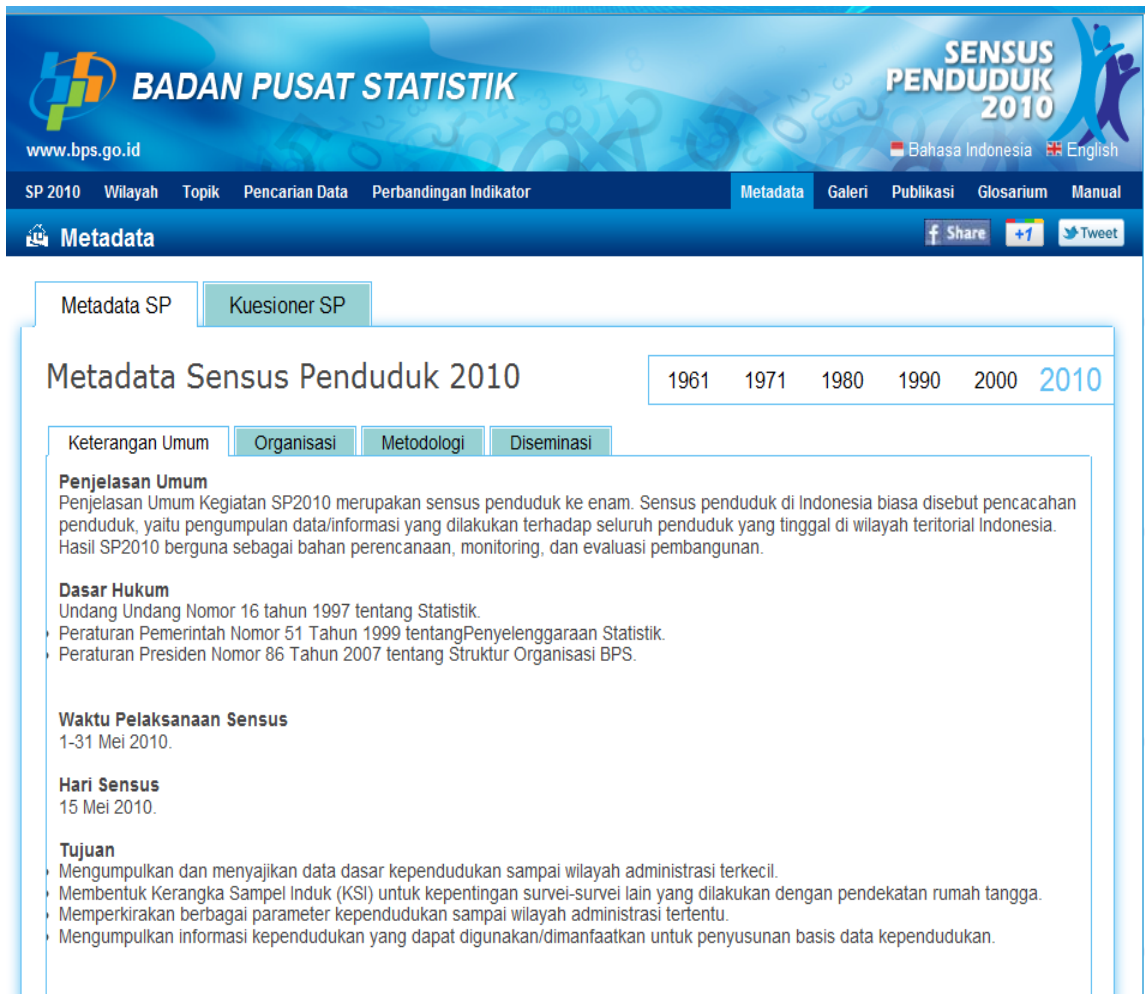 BADAN PUSAT STATISTIK
SENSUS
PENDUDUK
2010
www.bps.go.id
Bahasa Indonesia English
SP 2010 Wilayah Topik Pencarian Data Perbandingan Indikator Metadata Galeri Publikasi Glosarium Manual
Metadata
f Share +1 Tweet
Metadata SP Kuesioner SP
Metadata Sensus Penduduk 2010
1961 1971 1980 1990 2000 2010
Keterangan Umum Organisasi Metodologi Diseminasi
Penjelasan Umum
Penjelasan Umum Kegiatan SP2010 merupakan sensus penduduk ke enam. Sensus penduduk di Indonesia biasa disebut pencacahan
penduduk, yaitu pengumpulan data/informasi yang dilakukan terhadap seluruh penduduk yang tinggal di wilayah teritorial Indonesia.
Hasil SP2010 berguna sebagai bahan perencanaan, monitoring, dan evaluasi pembangunan.
Dasar Hukum
Undang Undang Nomor 16 tahun 1997 tentang Statistik.
Peraturan Pemerintah Nomor 51 Tahun 1999 tentangPenyelenggaraan Statistik.
Peraturan Presiden Nomor 86 Tahun 2007 tentang Struktur Organisasi BPS.
Waktu Pelaksanaan Sensus
1-31 Mei 2010.
Hari Sensus
15 Mei 2010.
Tujuan
Mengumpulkan dan menyajikan data dasar kependudukan sampai wilayah administrasi terkecil.
Membentuk Kerangka Sampel Induk (KSI) untuk kepentingan survei-survei lain yang dilakukan dengan pendekatan rumah tangga.
Memperkirakan berbagai parameter kependudukan sampai wilayah administrasi tertentu.
Mengumpulkan informasi kependudukan yang dapat digunakan/dimanfaatkan untuk penyusunan basis data kependudukan.